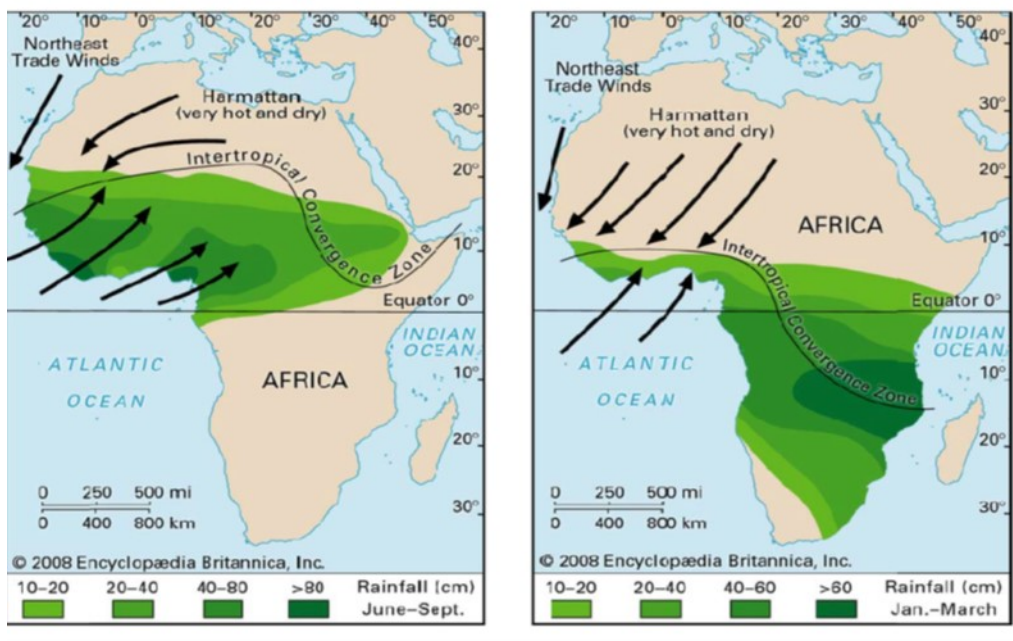 20° 10° 0° 10° 20° 30° 40° 50°
40°
Northeast
Trade Winds
Harmattan
(very hot and dry)
30°
Intertropical Convergence Zone
20°
10°
Equator 0°
INDIAN
OCEAN
ATLANTIC
OCEAN
AFRICA
10°
20°
30°
0 250 500 mi
0 400 800 km
© 2008 Encyclopædia Britannica, Inc.
10–20 20–40 40–80 >80 Rainfall (cm)
June–Sept.
20° 10° 0° 10° 20° 30° 40° 50°
40°
Northeast
Trade Winds
Harmattan
(very hot and dry)
30°
20°
AFRICA
10°
Intertropical Convergence Zone
Equator 0°
INDIAN
OCEAN
ATLANTIC
OCEAN
10°
20°
30°
0 250 500 mi
0 400 800 km
© 2008 Encyclopædia Britannica, Inc.
10–20 20–40 40–60 >60 Rainfall (cm)
Jan.–March